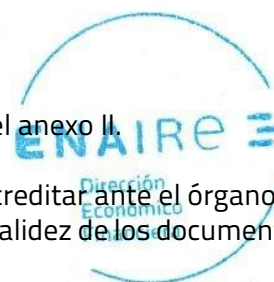 el anexo II.
ENAIRE
creditar ante el órgano
Dirección
Económico
alidez de los documen